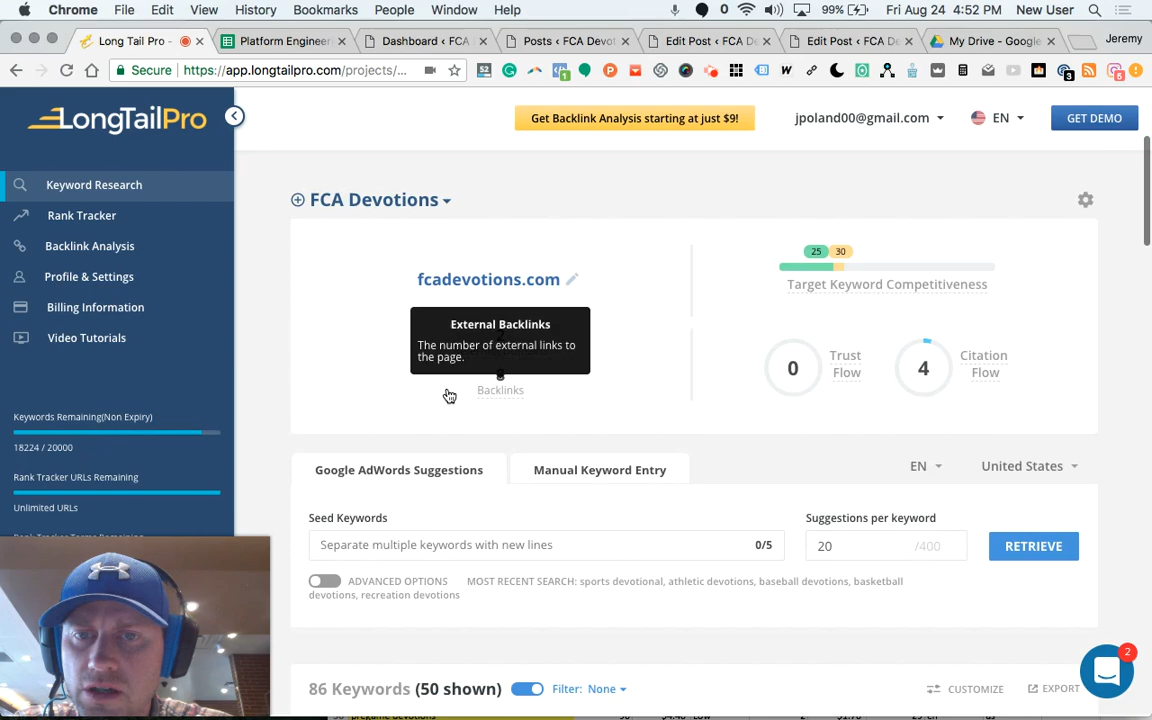 Chrome File Edit View History Bookmarks People Window Help 0 99% Fri Aug 24 4:52 PM New User
Long Tail Pro - Platform Engineer Dashboard ‹ FCA Posts ‹ FCA Devot Edit Post ‹ FCA De Edit Post ‹ FCA De My Drive - Google Jeremy
Secure https://app.longtailpro.com/projects/...
LongTailPro
Get Backlink Analysis starting at just $9!
jpoland00@gmail.com
EN
GET DEMO
Keyword Research
Rank Tracker
Backlink Analysis
Profile & Settings
Billing Information
Video Tutorials
Keywords Remaining(Non Expiry)
18224 / 20000
Rank Tracker URLs Remaining
Unlimited URLs
FCA Devotions
fcadevotions.com
External Backlinks
The number of external links to
the page.
Backlinks
25 30
Target Keyword Competitiveness
0 Trust
Flow
4 Citation
Flow
Google AdWords Suggestions
Manual Keyword Entry
EN
United States
Seed Keywords
Separate multiple keywords with new lines 0/5
Suggestions per keyword
20 /400
RETRIEVE
ADVANCED OPTIONS MOST RECENT SEARCH: sports devotional, athletic devotions, baseball devotions, basketball
devotions, recreation devotions
86 Keywords (50 shown)
Filter: None
CUSTOMIZE
EXPORT
2